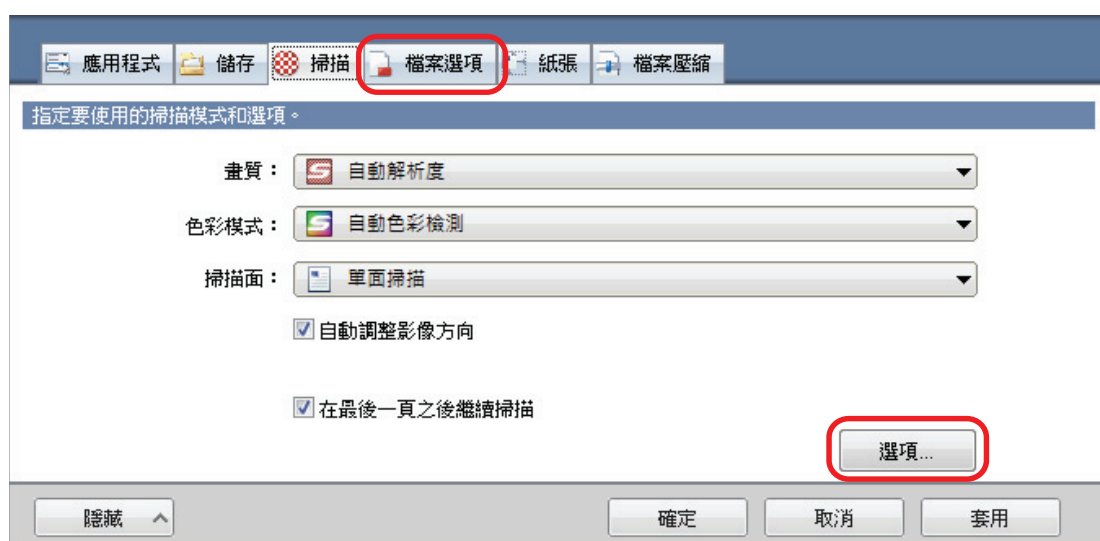 應用程式 儲存 掃描 檔案選項 紙張 檔案壓縮
指定要使用的掃描模式和選項。
畫質： 自動解析度
色彩模式： 自動色彩檢測
掃描面： 單面掃描
自動調整影像方向
在最後一頁之後繼續掃描
選項...
隱藏 確定 取消 套用